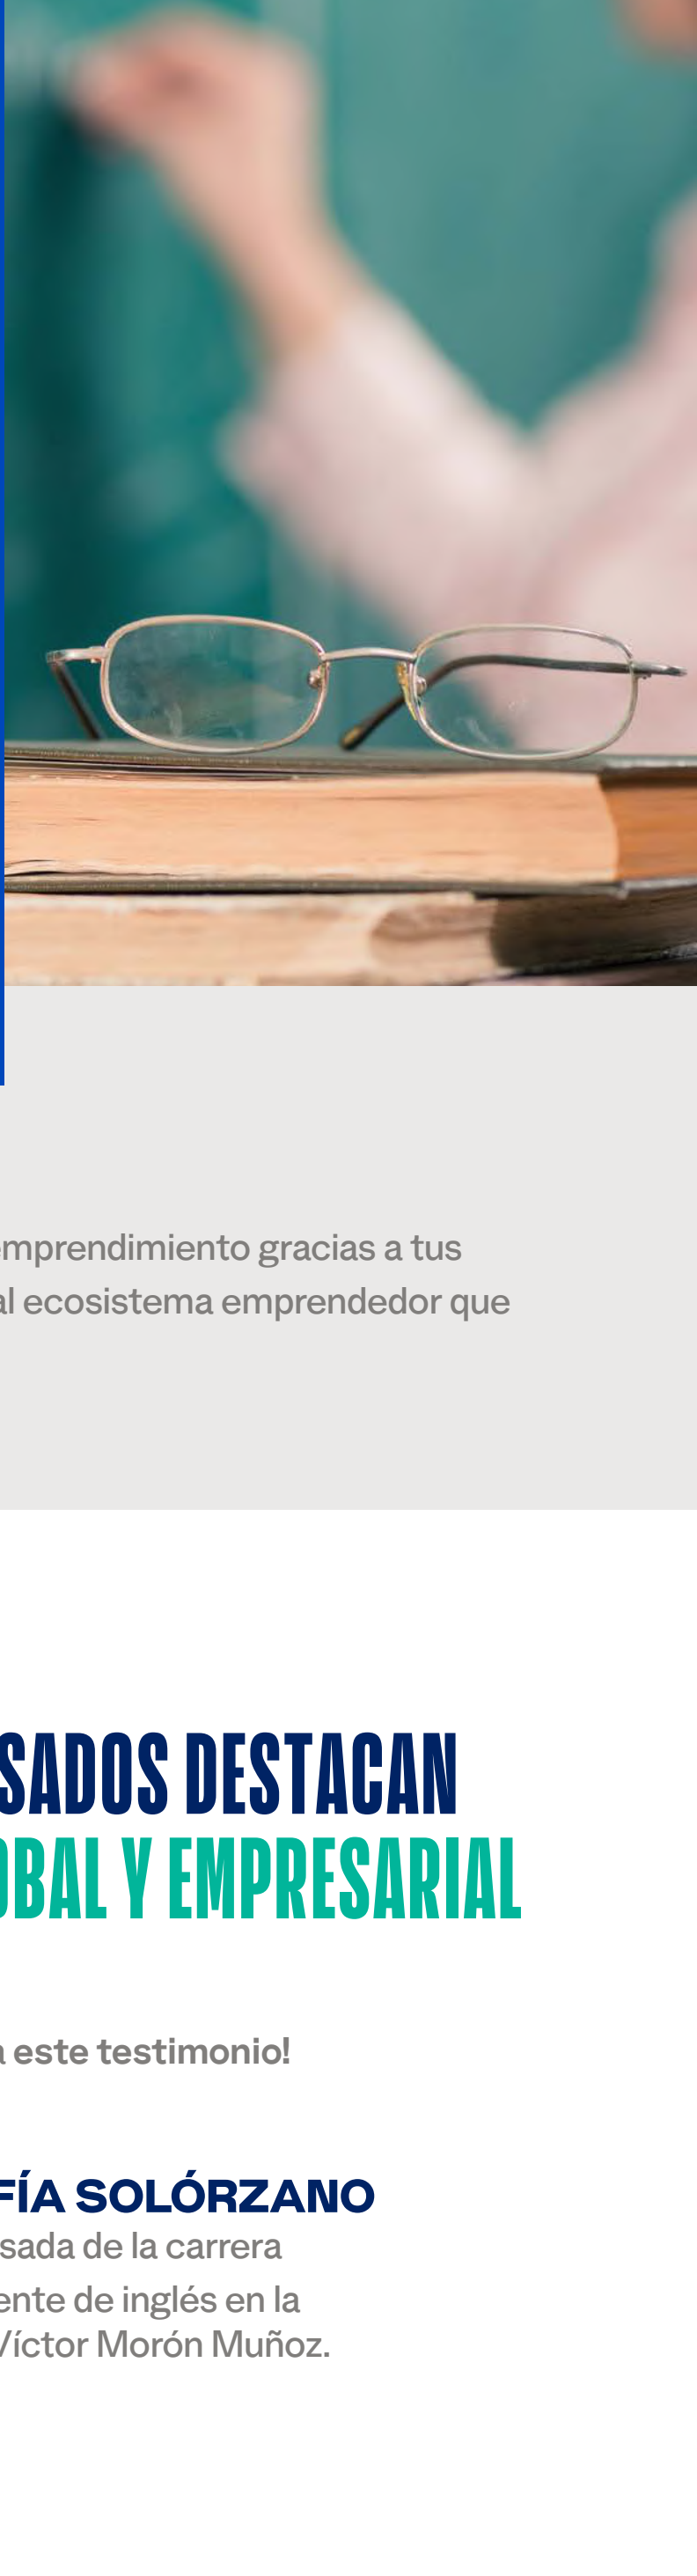 emprendimiento gracias a tus
al ecosistema emprendedor que
SADOS DESTACAN
OBAL Y EMPRESARIAL
a este testimonio!
FÍA SOLÓRZANO
sada de la carrera
ente de inglés en la
Víctor Morón Muñoz.